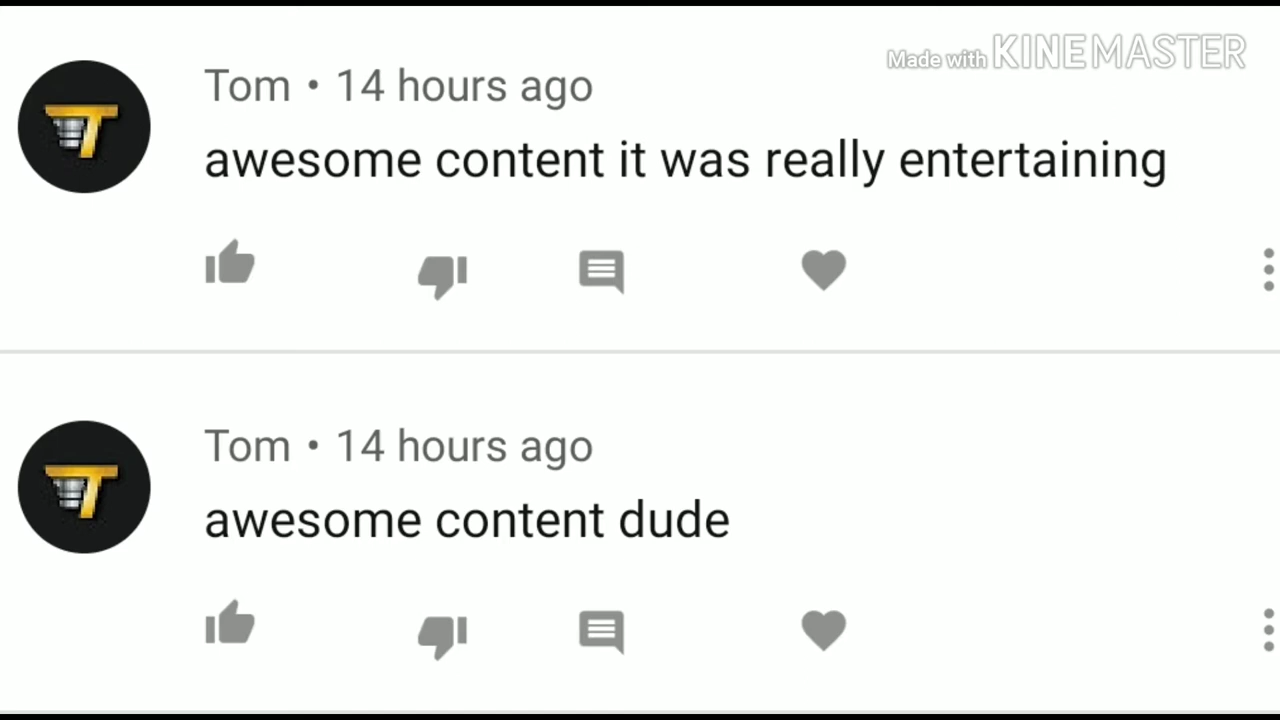 Made with KINEMASTER
Tom • 14 hours ago
awesome content it was really entertaining
Tom • 14 hours ago
awesome content dude